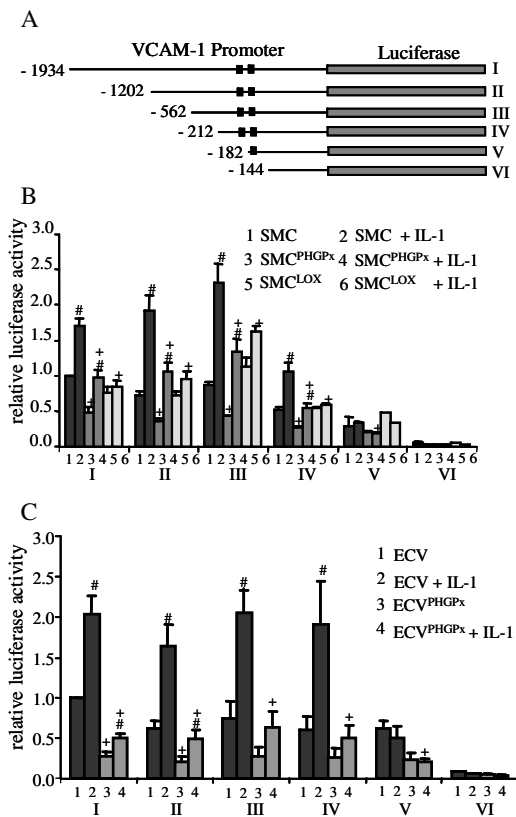 A
VCAM-1 Promoter Luciferase
- 1934 I
- 1202 II
- 562 III
- 212 IV
- 182 V
- 144 VI
B
relative luciferase activity
3.0
2.5
2.0
1.5
1.0
0.5
0.0
1 SMC 2 SMC + IL-1
3 SMCPHGPx 4 SMCPHGPx + IL-1
5 SMCLOX 6 SMCLOX + IL-1
# + # + # + + # + # + + # + # + + # + # + +
1 2 3 4 5 6 1 2 3 4 5 6 1 2 3 4 5 6 1 2 3 4 5 6 1 2 3 4 5 6 1 2 3 4 5 6
I II III IV V VI
C
relative luciferase activity
3.0
2.5
2.0
1.5
1.0
0.5
0.0
1 ECV
2 ECV + IL-1
3 ECVPHGPx
4 ECVPHGPx + IL-1
# + + # # + + # # + # + +
1 2 3 4 1 2 3 4 1 2 3 4 1 2 3 4 1 2 3 4 1 2 3 4
I II III IV V VI